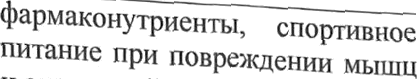 фармаконутриенты, спортивное
питание при повреждении мышц